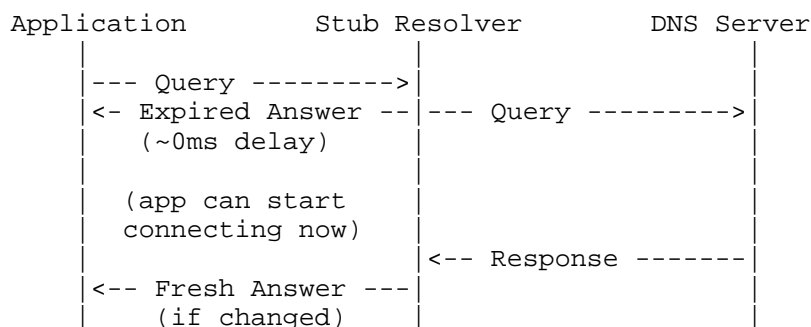 Application        Stub Resolver        DNS Server
    |                    |                   |
    |--- Query --------->|                   |
    |<- Expired Answer --|--- Query -------->|
    |   (~0ms delay)     |                   |
    |                    |                   |
    |  (app can start    |                   |
    |  connecting now)   |                   |
    |                    |<-- Response ------|
    |<-- Fresh Answer ---|                   |
    |    (if changed)    |                   |